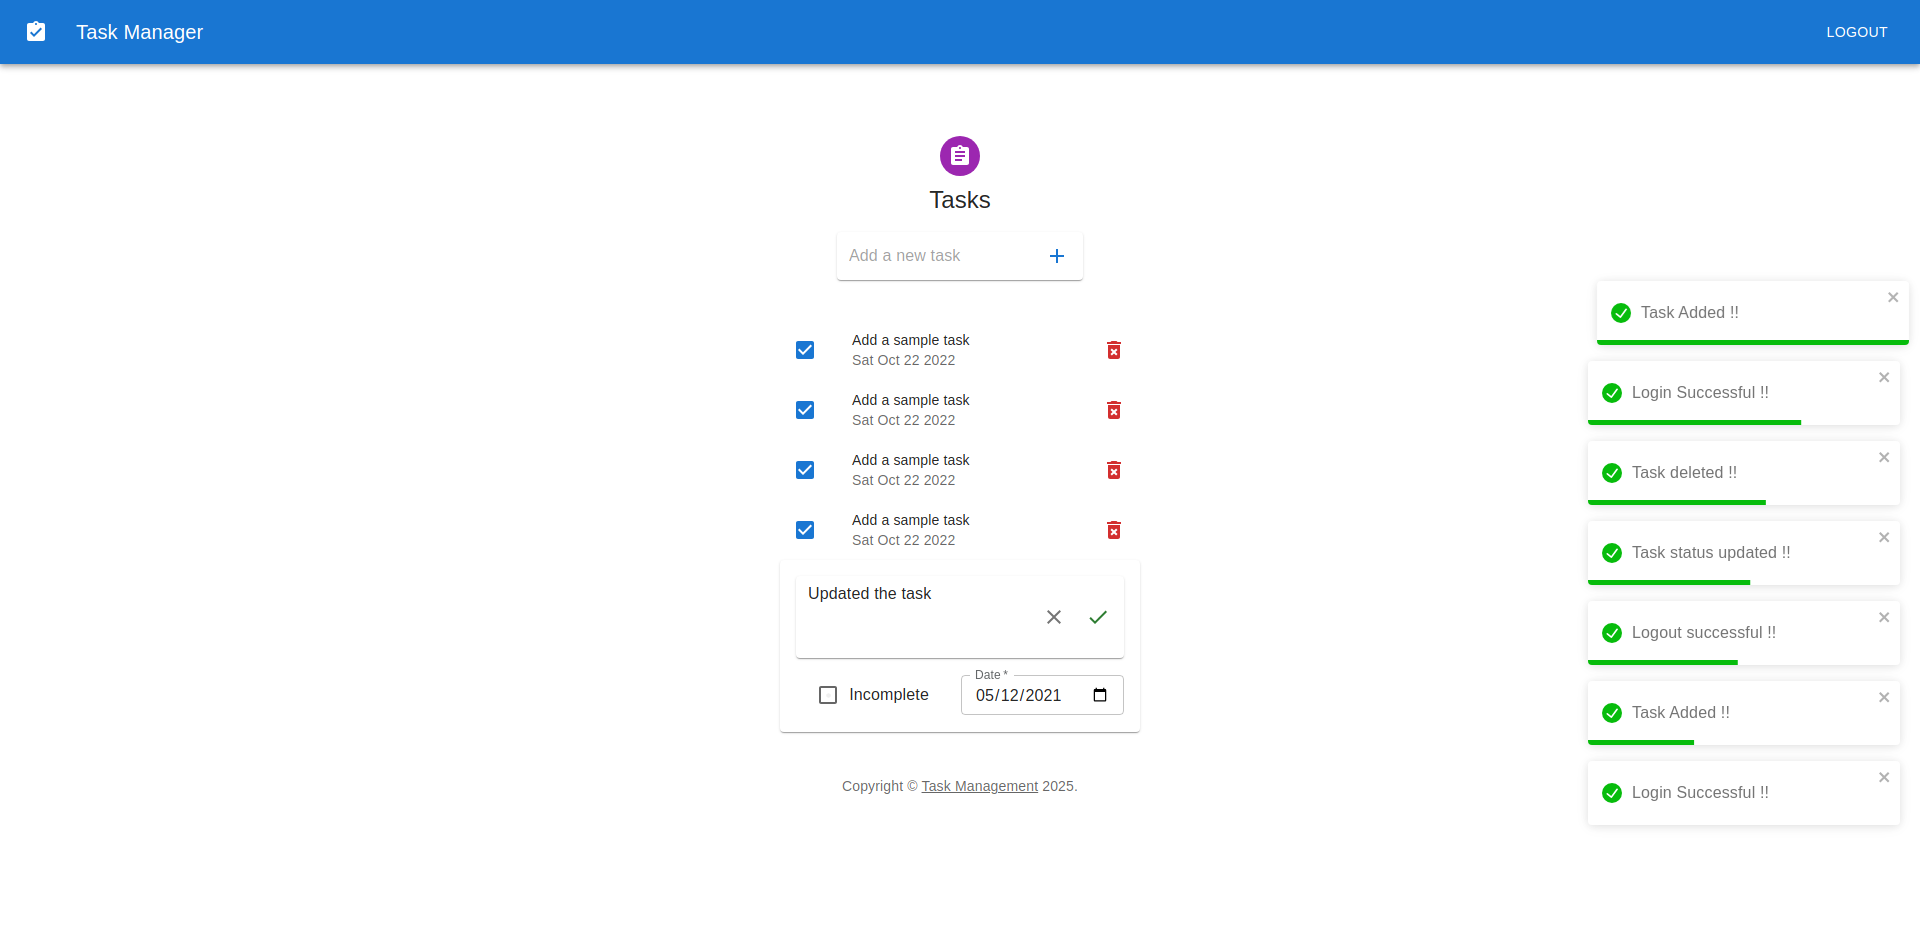 Task Manager
LOGOUT
Tasks
Add a new task
Add a sample task
Sat Oct 22 2022
Add a sample task
Sat Oct 22 2022
Add a sample task
Sat Oct 22 2022
Add a sample task
Sat Oct 22 2022
Updated the task
Incomplete
Date *
05/12/2021
Copyright © Task Management 2025.
Task Added !!
Login Successful !!
Task deleted !!
Task status updated !!
Logout successful !!
Task Added !!
Login Successful !!